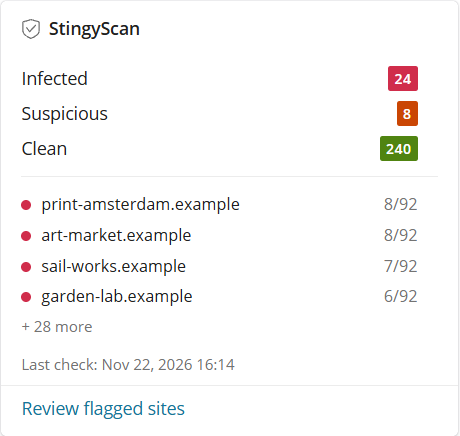 StingyScan
Infected 24
Suspicious 8
Clean 240
print-amsterdam.example 8/92
art-market.example 8/92
sail-works.example 7/92
garden-lab.example 6/92
+ 28 more
Last check: Nov 22, 2026 16:14
Review flagged sites